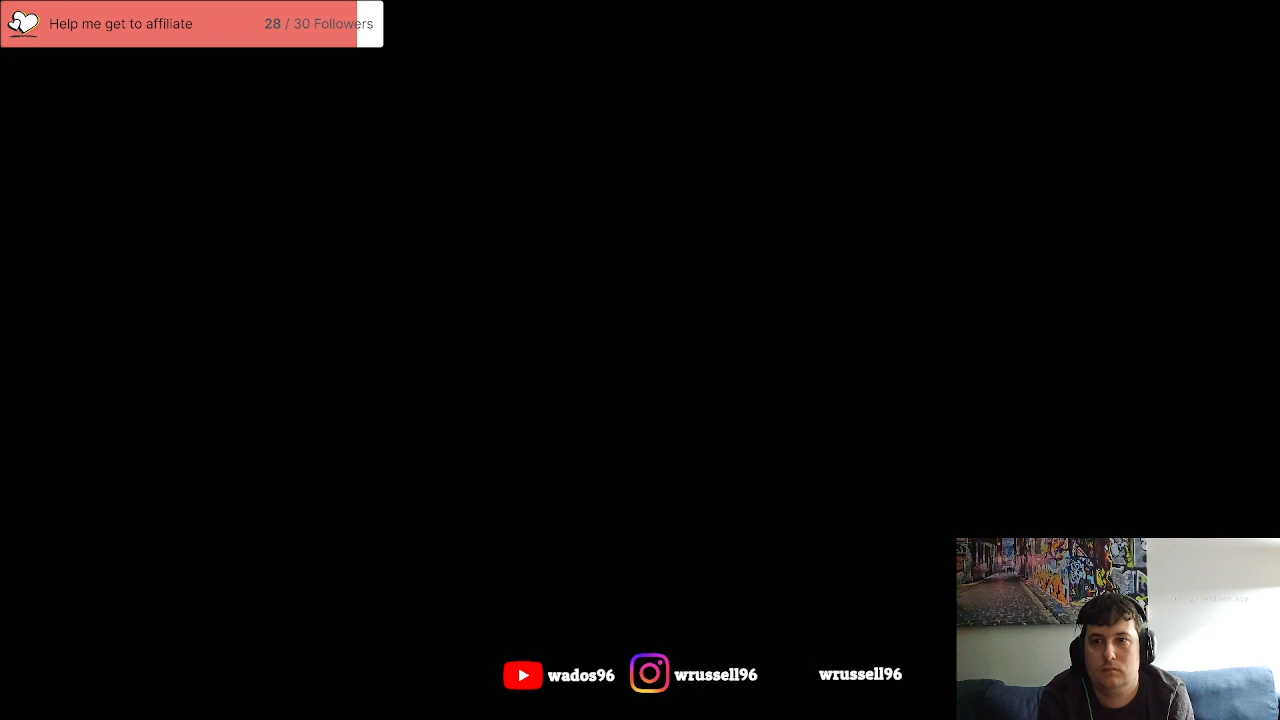 Help me get to affiliate 28 / 30 Followers
wados96 wrussell96 wrussell96